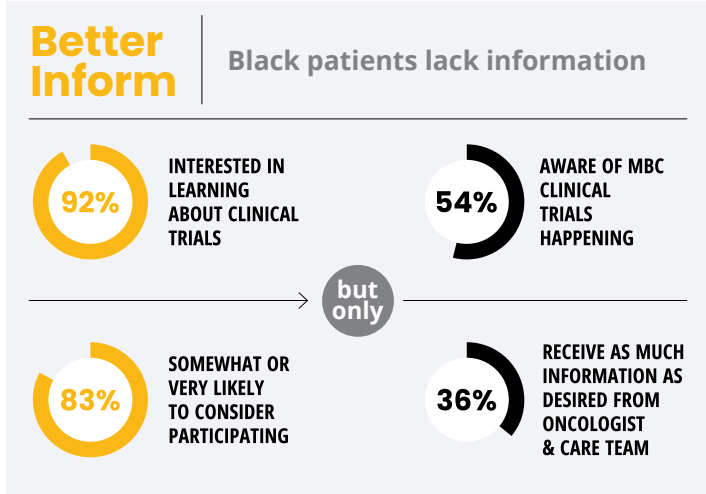 Better
Inform
Black patients lack information
92%
INTERESTED IN
LEARNING
ABOUT CLINICAL
TRIALS
54%
AWARE OF MBC
CLINICAL
TRIALS
HAPPENING
but
only
83%
SOMEWHAT OR
VERY LIKELY
TO CONSIDER
PARTICIPATING
36%
RECEIVE AS MUCH
INFORMATION AS
DESIRED FROM
ONCOLOGIST
& CARE TEAM